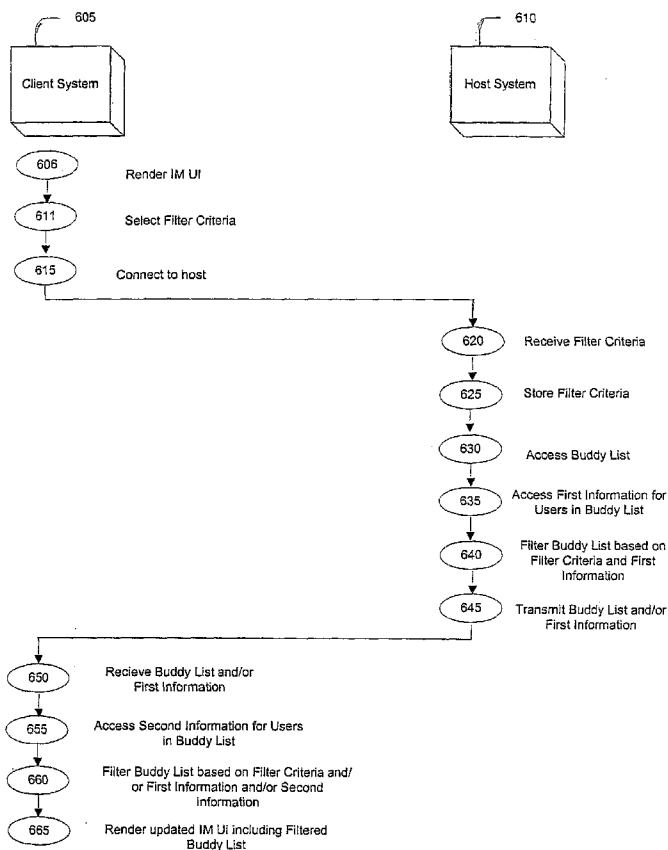 605
610
Client System
Host System
606
Render IM UI
611
Select Filter Criteria
615
Connect to host
620
Receive Filter Criteria
625
Store Filter Criteria
630
Access Buddy List
635
Access First Information for
Users in Buddy List
640
Filter Buddy List based on
Filter Criteria and First
Information
645
Transmit Buddy List and/or
First Information
650
Recieve Buddy List and/or
First Information
655
Access Second Information for Users
in Buddy List
660
Filter Buddy List based on Filter Criteria and/
or First Information and/or Second
Information
665
Render updated IM UI including Filtered
Buddy List